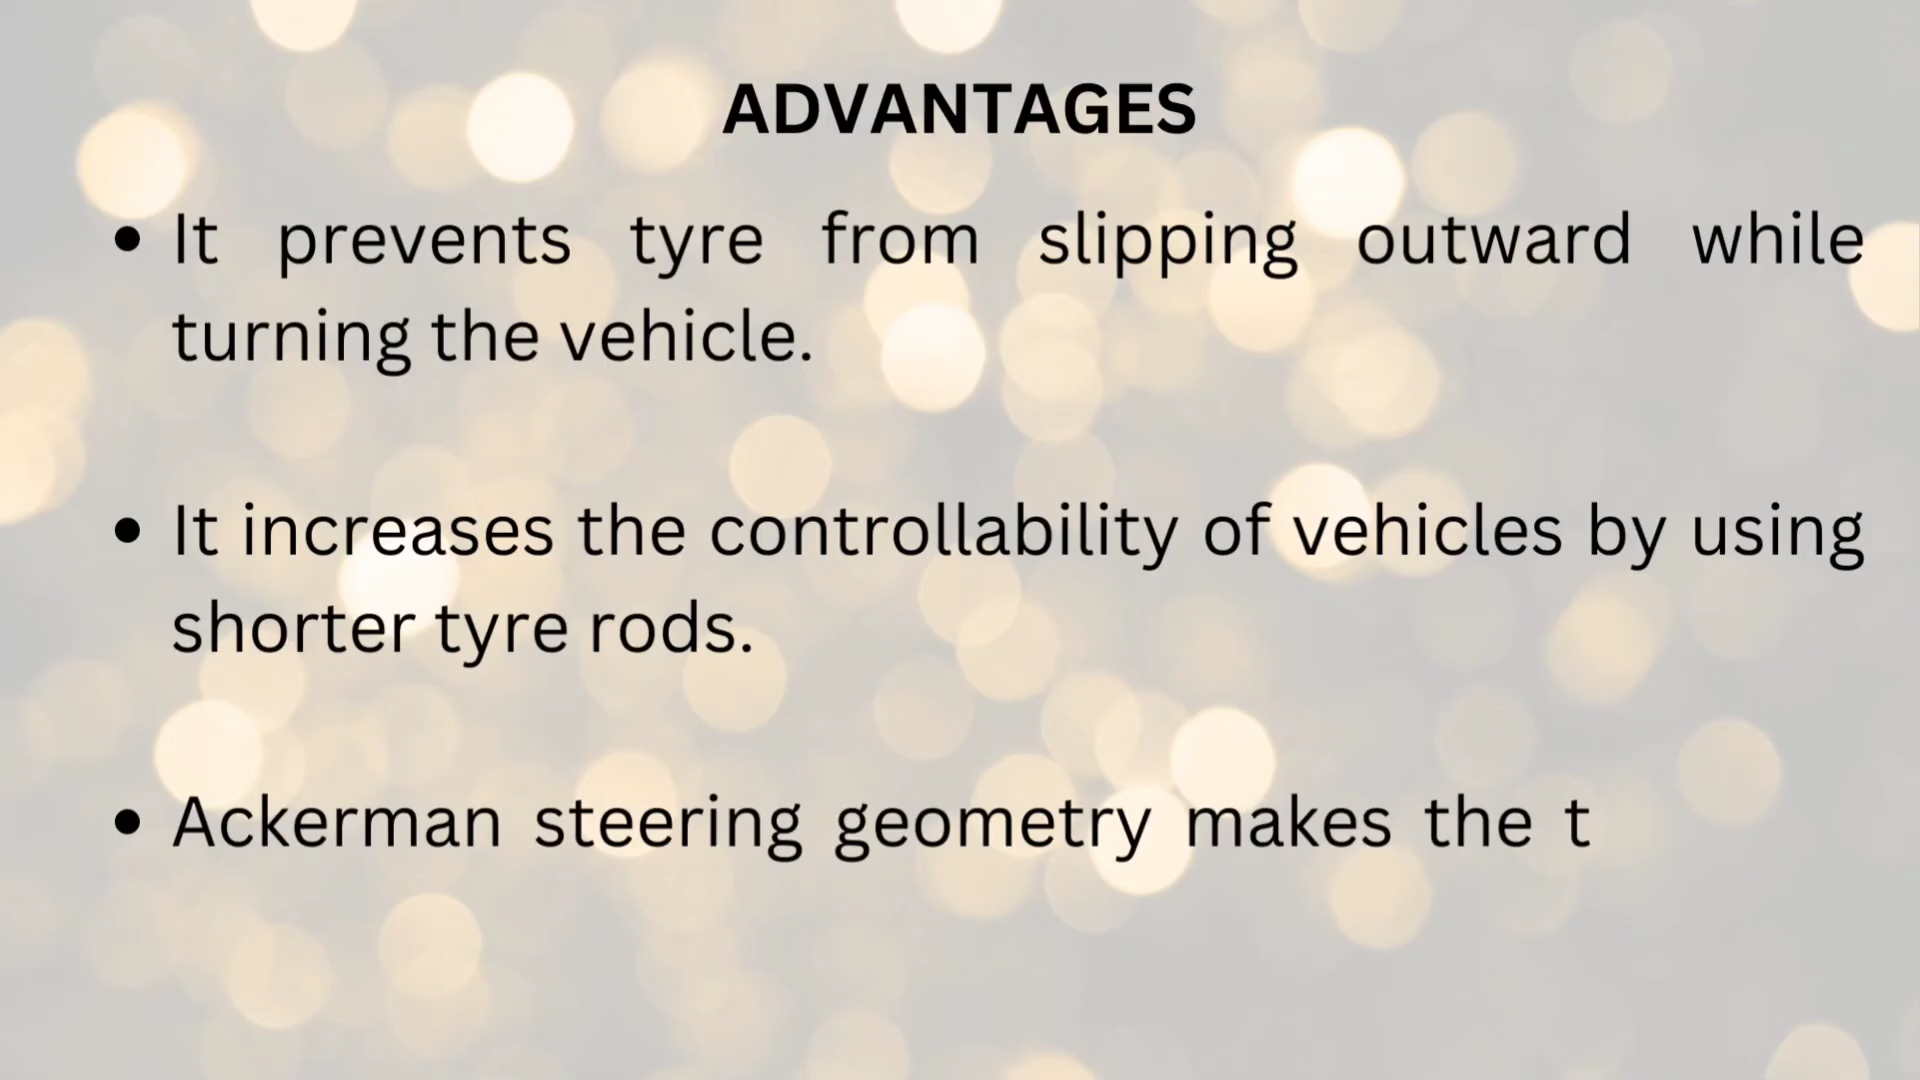 ADVANTAGES
• It prevents tyre from slipping outward while
turning the vehicle.
• It increases the controllability of vehicles by using
shorter tyre rods.
• Ackerman steering geometry makes the t